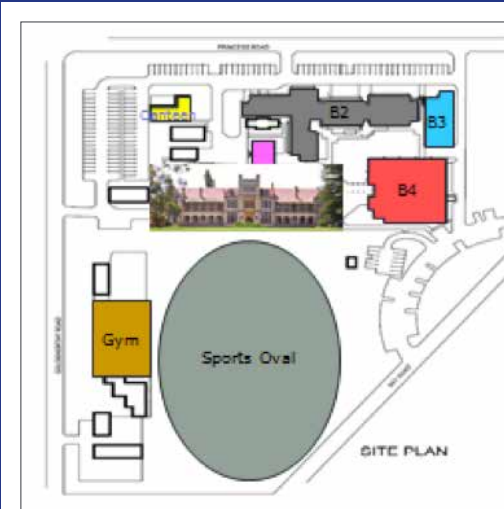 PRINCESS ROAD
Canteen
B2
B3
B4
Gym
Sports Oval
SITE PLAN